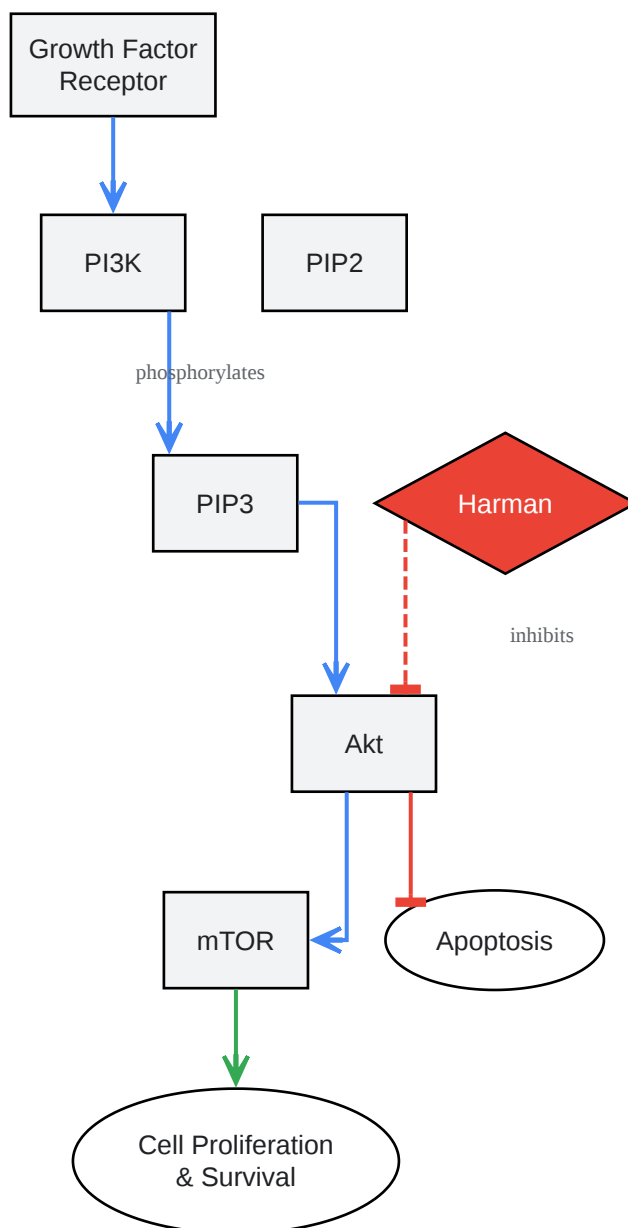 Growth Factor
Receptor
PI3K
PIP2
phosphorylates
PIP3
Harman
inhibits
Akt
mTOR
Apoptosis
Cell Proliferation
& Survival